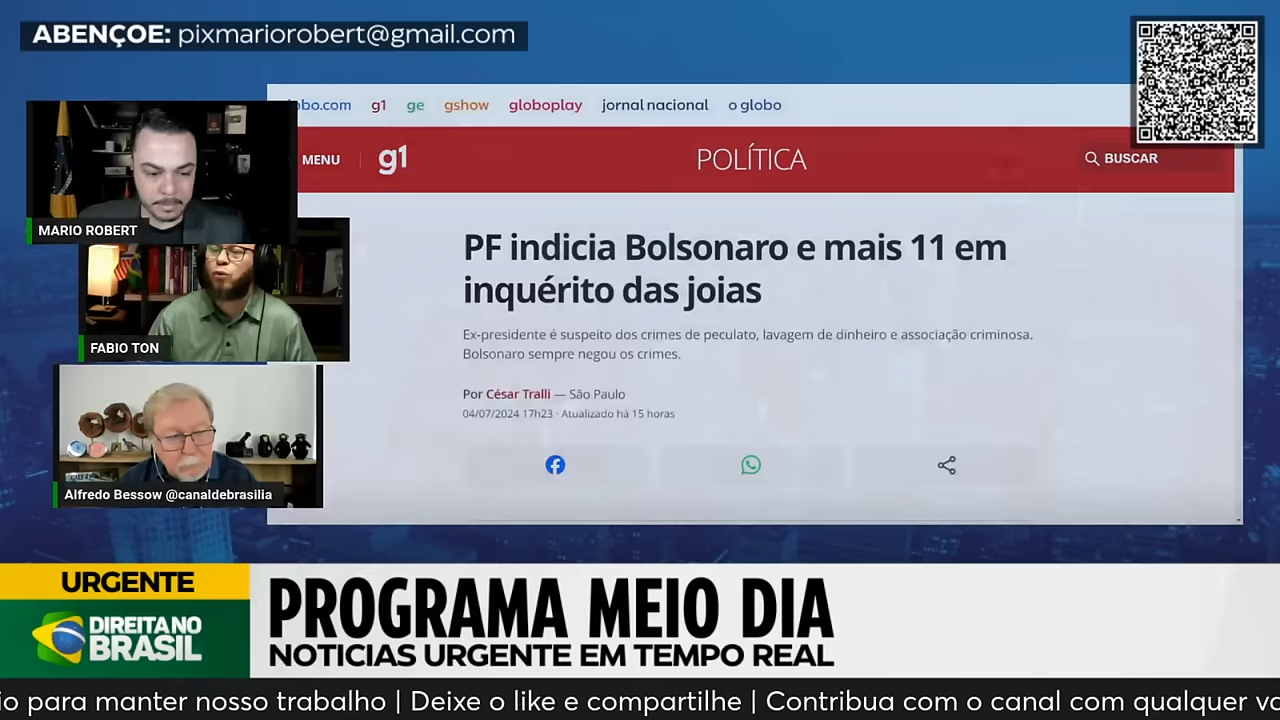 ABENÇOE: pixmariorobert@gmail.com
obo.com g1 ge gshow globoplay jornal nacional o globo
MENU g1 POLÍTICA BUSCAR
MARIO ROBERT
PF indicia Bolsonaro e mais 11 em
inquérito das joias
Ex-presidente é suspeito dos crimes de peculato, lavagem de dinheiro e associação criminosa.
Bolsonaro sempre negou os crimes.
FABIO TON
Por César Tralli — São Paulo
04/07/2024 17h23 · Atualizado há 15 horas
Alfredo Bessow @canaldebrasilia
URGENTE
DIREITA NO
BRASIL
PROGRAMA MEIO DIA
NOTICIAS URGENTE EM TEMPO REAL
io para manter nosso trabalho | Deixe o like e compartilhe | Contribua com o canal com qualquer va